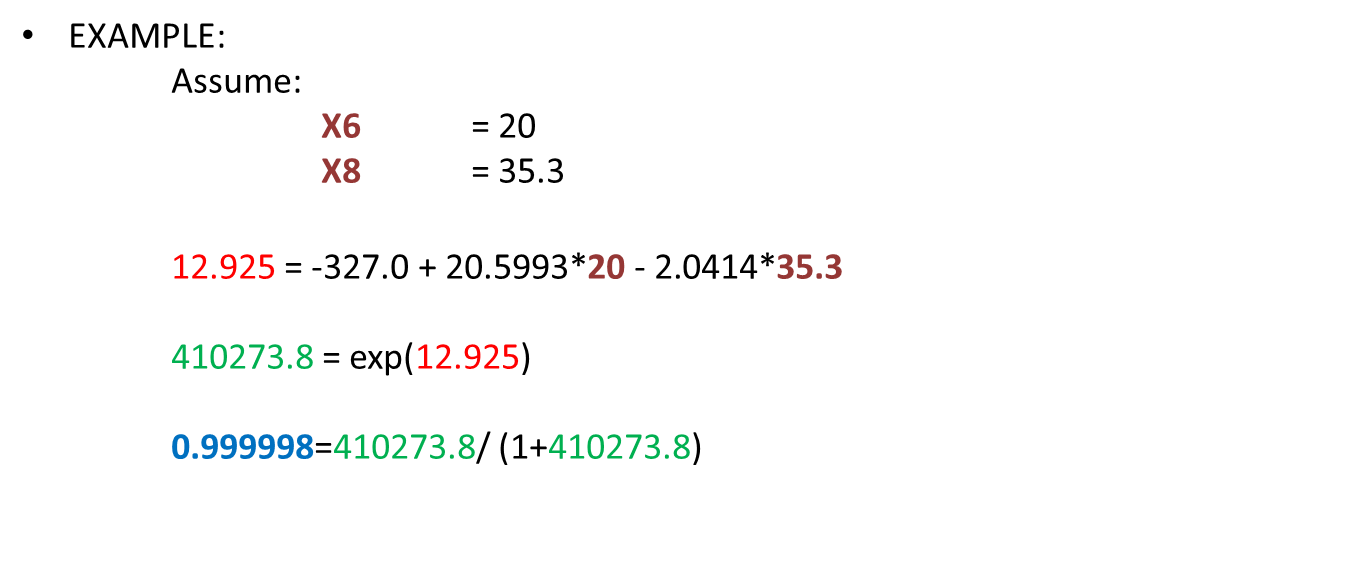 • EXAMPLE:
Assume:
X6 = 20
X8 = 35.3
12.925 = -327.0 + 20.5993*20 - 2.0414*35.3
410273.8 = exp(12.925)
0.999998=410273.8/ (1+410273.8)